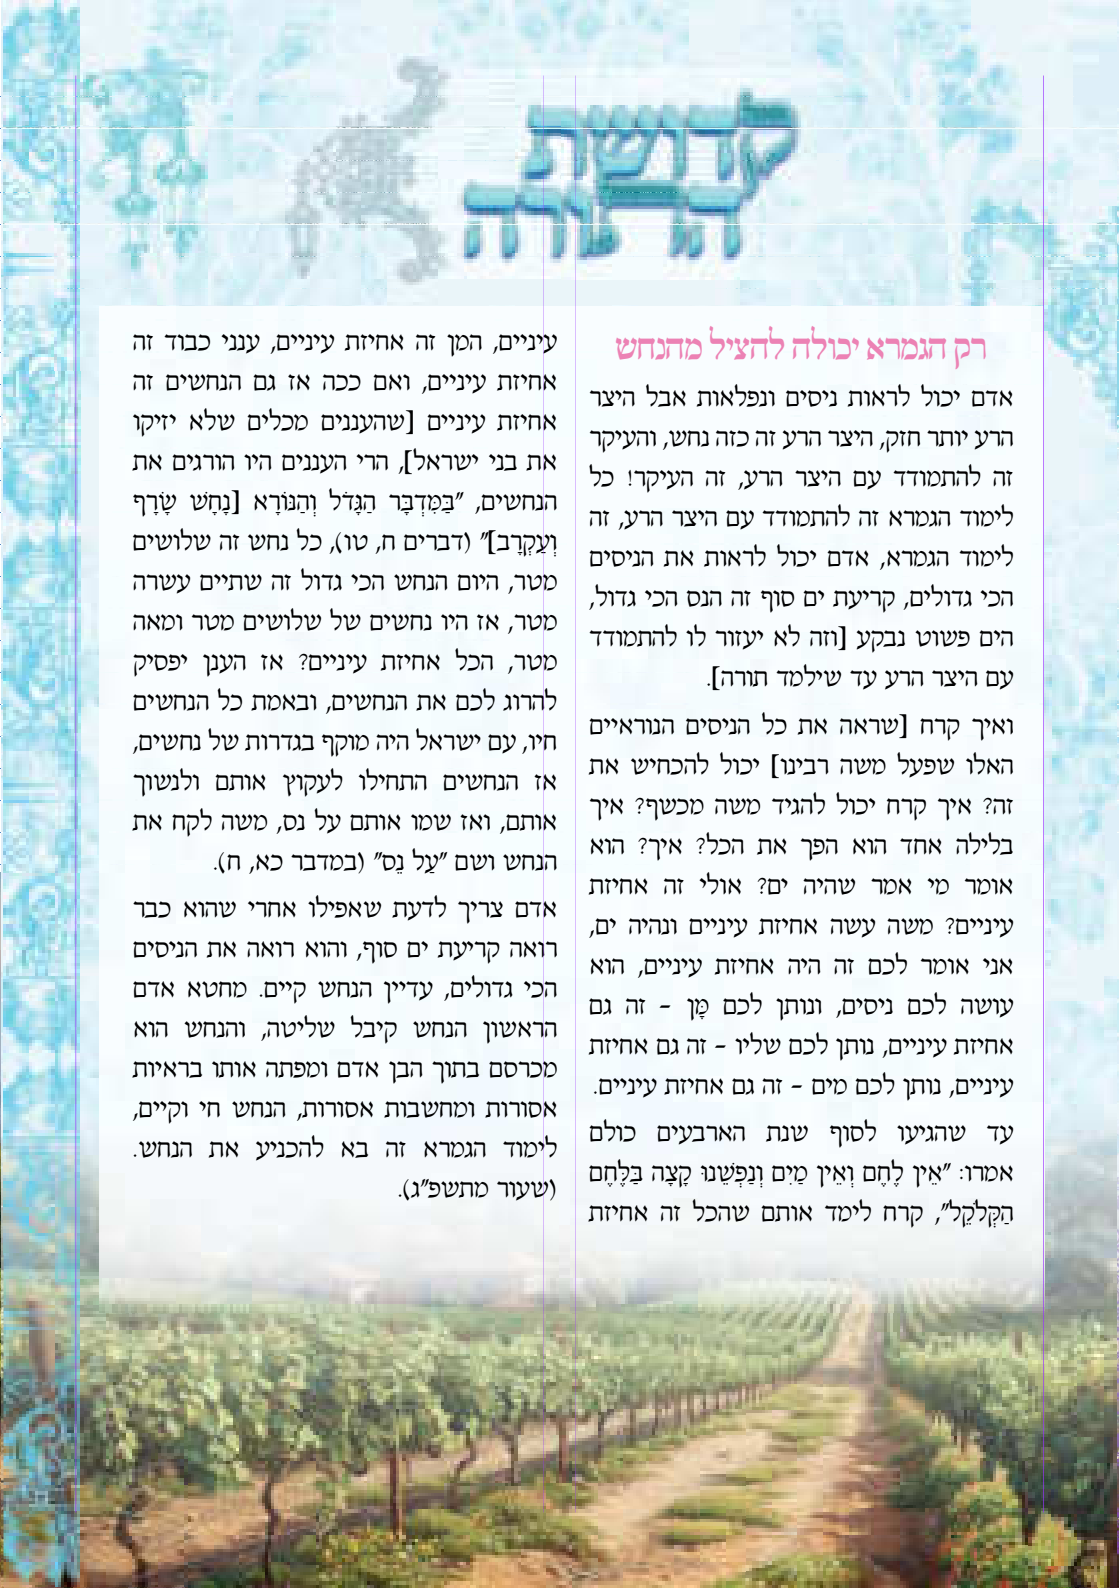 קדושת
התורה
רק הגמרא יכולה להציל מהנחש
אדם יכול לראות ניסים ונפלאות אבל היצר
הרע יותר חזק, היצר הרע זה כזה נחש, והעיקר
זה להתמודד עם היצר הרע, זה העיקר! כל
לימוד הגמרא זה להתמודד עם היצר הרע, זה
לימוד הגמרא, אדם יכול לראות את הניסים
הכי גדולים, קריעת ים סוף זה הנס הכי גדול,
הים פשוט נבקע [וזה לא יעזור לו להתמודד
עם היצר הרע עד שילמד תורה].
ואיך קרח [שראה את כל הניסים הנוראיים
האלו שפעל משה רבינו] יכול להכחיש את
זה? איך קרח יכול להגיד משה מכשף? איך
בלילה אחד הוא הפך את הכל? איך? הוא
אומר מי אמר שהיה ים? אולי זה אחיזת
עיניים? משה עשה אחיזת עיניים ונהיה ים,
אני אומר לכם זה היה אחיזת עיניים, הוא
עושה לכם ניסים, ונותן לכם מָּן – זה גם
אחיזת עיניים, נותן לכם שליו – זה גם אחיזת
עיניים, נותן לכם מים – זה גם אחיזת עיניים.
עד שהגיעו לסוף שנת הארבעים כולם
אמרו: "אֵין לֶחֶם וְאֵין מַיִם וְנַפְשֵׁנוּ קָצָה בַּלֶּחֶם
הַקְּלֹקֵל", קרח לימד אותם שהכל זה אחיזת
עיניים, המן זה אחיזת עיניים, ענני כבוד זה
אחיזת עיניים, ואם ככה אז גם הנחשים זה
אחיזת עיניים [שהעננים מכלים שלא יזיקו
את בני ישראל], הרי העננים היו הורגים את
הנחשים, "בַּמִּדְבָּר הַגָּדֹל וְהַנּוֹרָא [נָחָשׁ שָׂרָף
וְעַקְרָב]" (דברים ח, טו), כל נחש זה שלושים
מטר, היום הנחש הכי גדול זה שתיים עשרה
מטר, אז היו נחשים של שלושים מטר ומאה
מטר, הכל אחיזת עיניים? אז הענן יפסיק
להרוג לכם את הנחשים, ובאמת כל הנחשים
חיו, עם ישראל היה מוקף בגדרות של נחשים,
אז הנחשים התחילו לעקוץ אותם ולנשוך
אותם, ואז שמו אותם על נס, משה לקח את
הנחש ושם "עַל נֵס" (במדבר כא, ח).
אדם צריך לדעת שאפילו אחרי שהוא כבר
רואה קריעת ים סוף, והוא רואה את הניסים
הכי גדולים, עדיין הנחש קיים. מחטא אדם
הראשון הנחש קיבל שליטה, והנחש הוא
מכרסם בתוך הבן אדם ומפתה אותו בראיות
אסורות ומחשבות אסורות, הנחש חי וקיים,
לימוד הגמרא זה בא להכניע את הנחש.
(שעור מתשפ"ג).